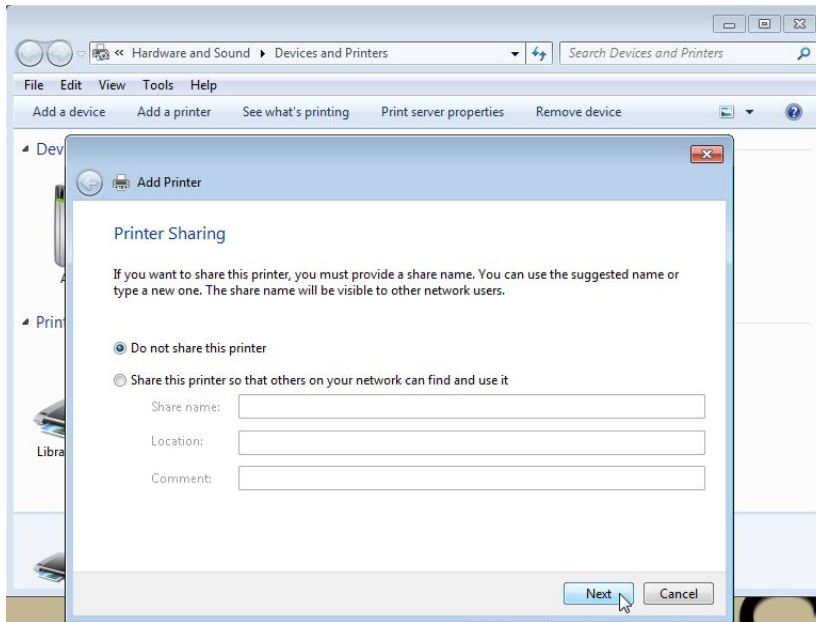 « Hardware and Sound ▸ Devices and Printers
Search Devices and Printers
File Edit View Tools Help
Add a device Add a printer See what's printing Print server properties Remove device
Dev
Add Printer
Printer Sharing
If you want to share this printer, you must provide a share name. You can use the suggested name or
type a new one. The share name will be visible to other network users.
Print
Do not share this printer
Share this printer so that others on your network can find and use it
Share name:
Location:
Libra
Comment:
Next Cancel